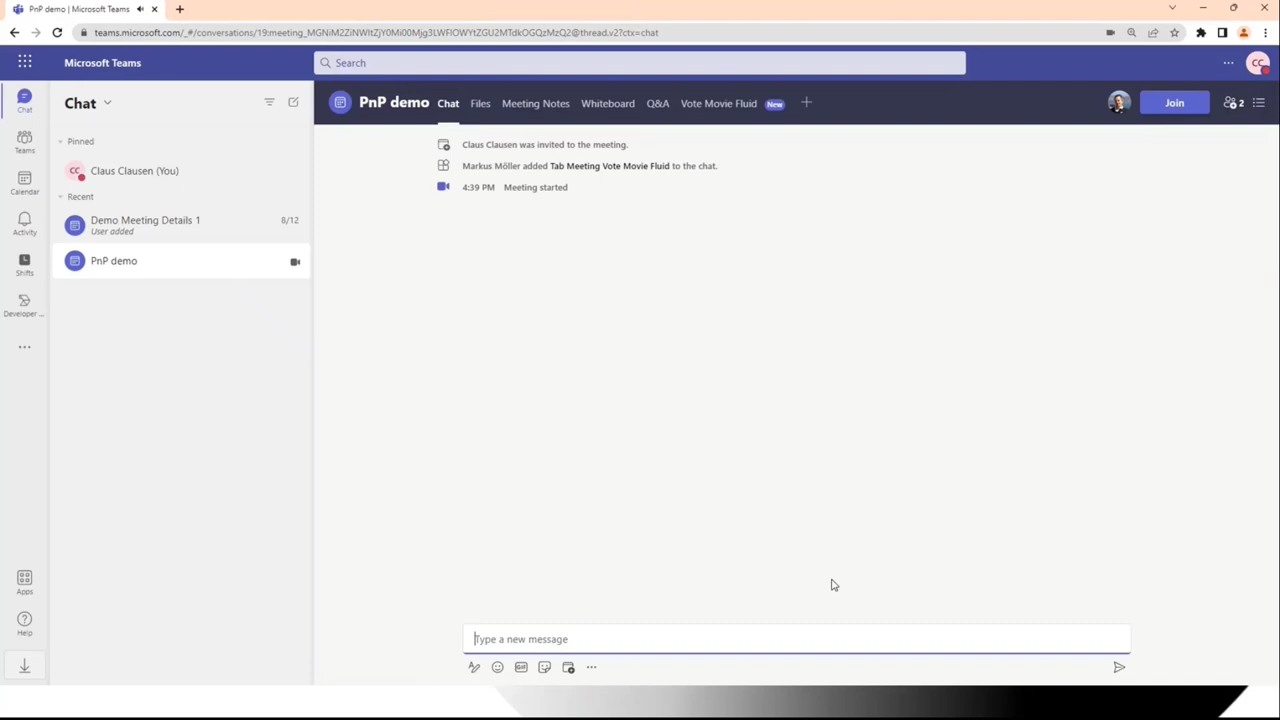 PnP demo | Microsoft Teams
teams.microsoft.com/_#/conversations/19:meeting_MGNiM2ZiNWItZjY0Mi00Mjg3LWFlOWYtZGU2MTdkOGQzMzQ2@thread.v2?ctx=chat
Microsoft Teams
Search
CC
Chat
Teams
Calendar
Activity
Shifts
Developer ...
Apps
Help
Chat
Pinned
CC Claus Clausen (You)
Recent
Demo Meeting Details 1 8/12
User added
PnP demo
PnP demo Chat Files Meeting Notes Whiteboard Q&A Vote Movie Fluid New
Join 2
Claus Clausen was invited to the meeting.
Markus Möller added Tab Meeting Vote Movie Fluid to the chat.
4:39 PM Meeting started
Type a new message
GIF